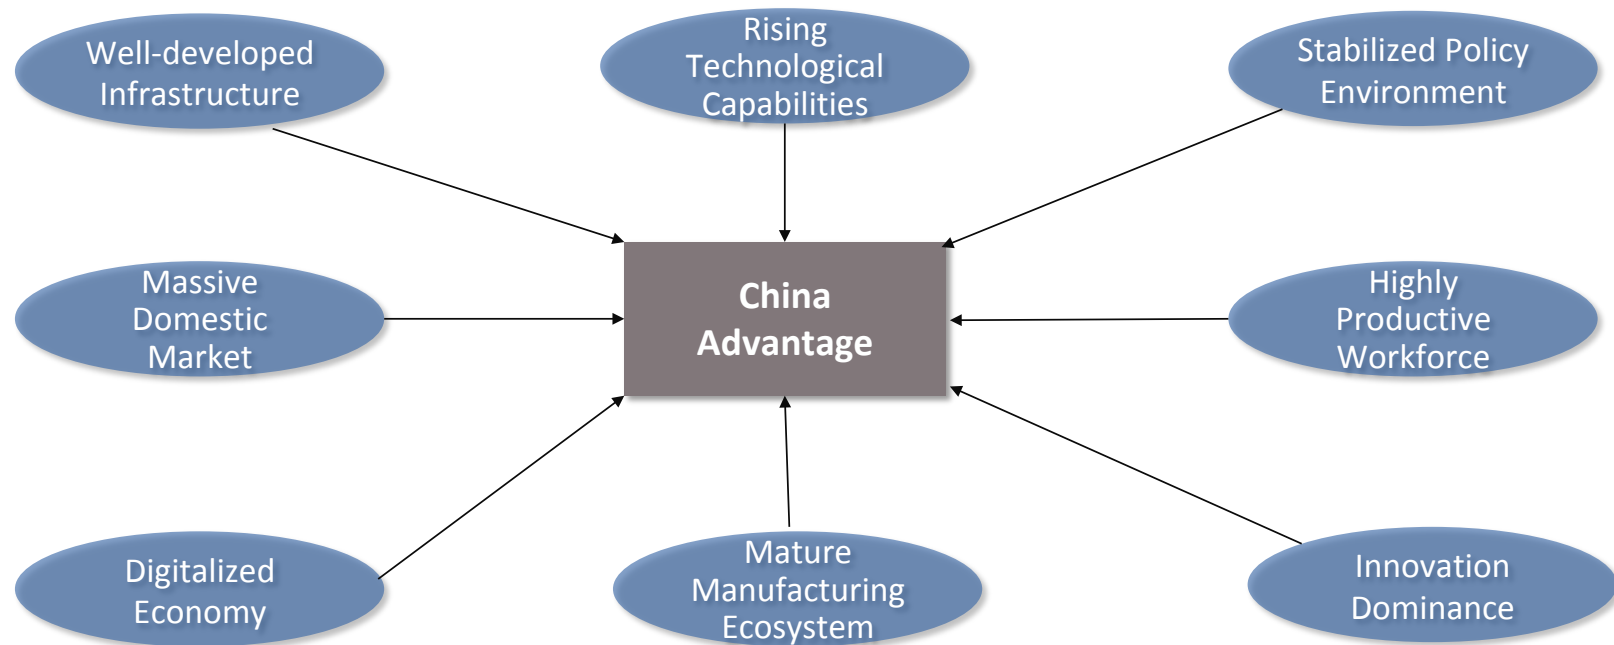 Well-developed
Infrastructure
Rising
Technological
Capabilities
Stabilized Policy
Environment
Massive
Domestic
Market
China
Advantage
Highly
Productive
Workforce
Digitalized
Economy
Mature
Manufacturing
Ecosystem
Innovation
Dominance